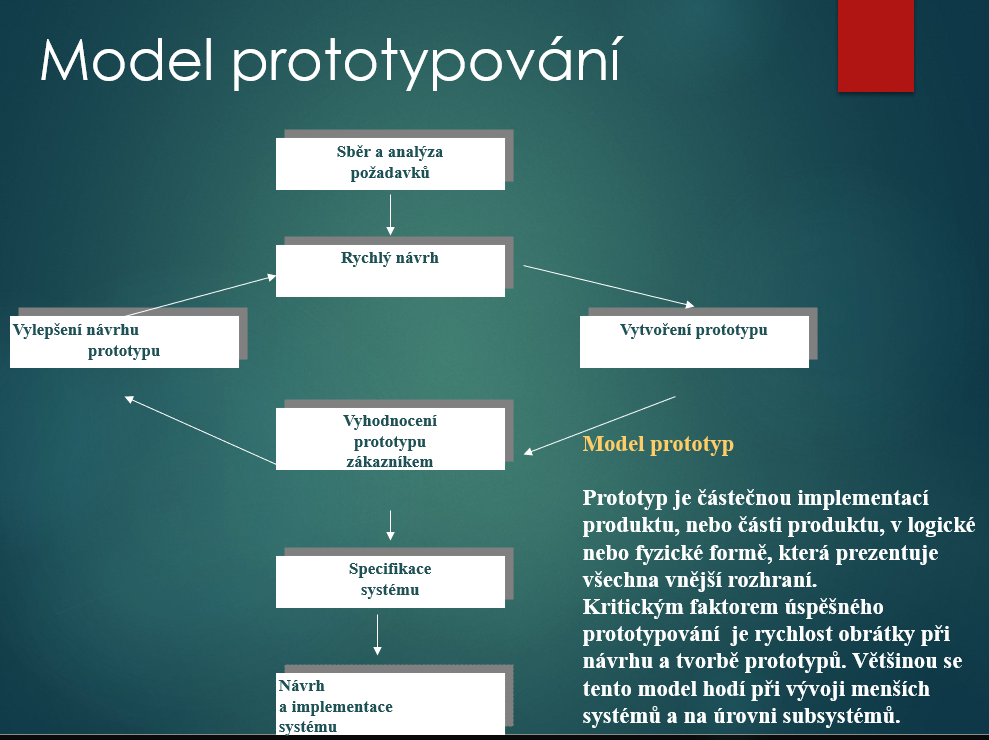 Model prototypování
Sběr a analýza
požadavků
Rychlý návrh
Vylepšení návrhu
prototypu
Vytvoření prototypu
Vyhodnocení
prototypu
zákazníkem
Specifikace
systému
Návrh
a implementace
systému
Model prototyp
Prototyp je částečnou implementací
produktu, nebo části produktu, v logické
nebo fyzické formě, která prezentuje
všechna vnější rozhraní.
Kritickým faktorem úspěšného
prototypování  je rychlost obrátky při
návrhu a tvorbě prototypů. Většinou se
tento model hodí při vývoji menších
systémů a na úrovni subsystémů.